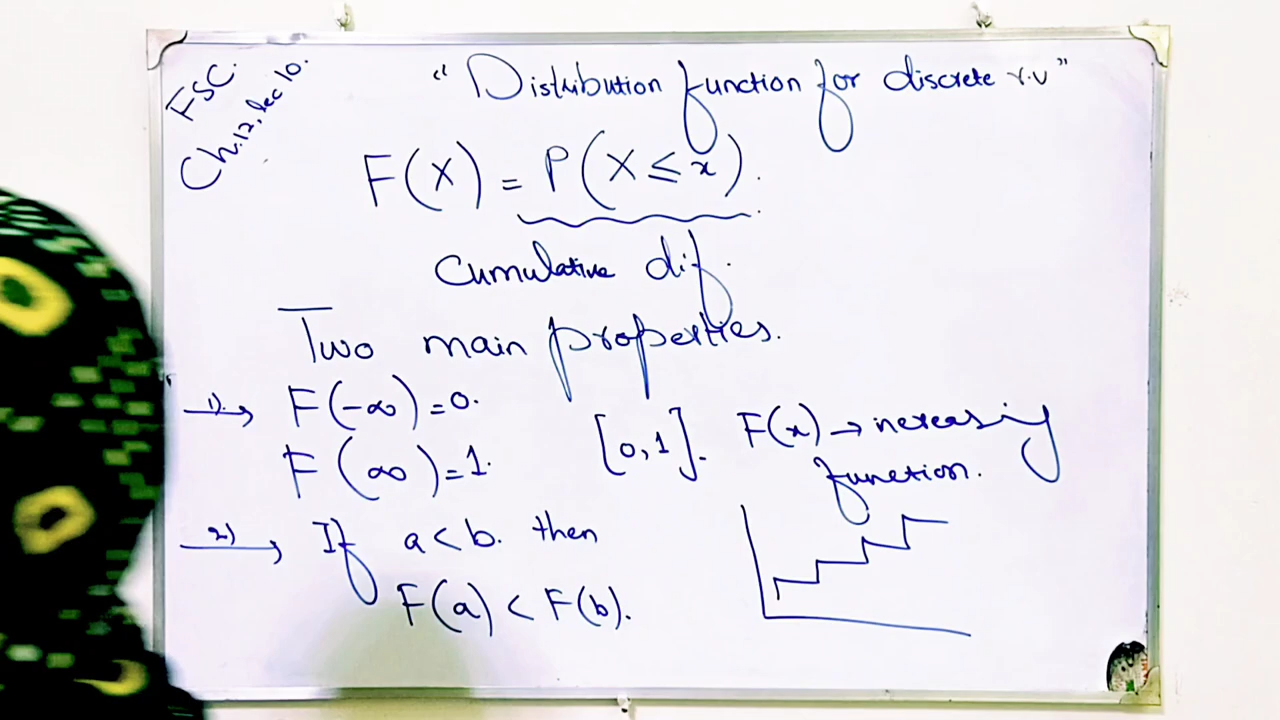 FSC.
Ch.12, lec 10.
" Distribution function for discrete r.v "
F(X) = P(X ≤ x).
Cumulative dif.
Two main properties.
1). → F(-∞) = 0.
F(∞) = 1.
[0,1]. F(x) → increasing
function.
2) → If a < b. then
F(a) < F(b).